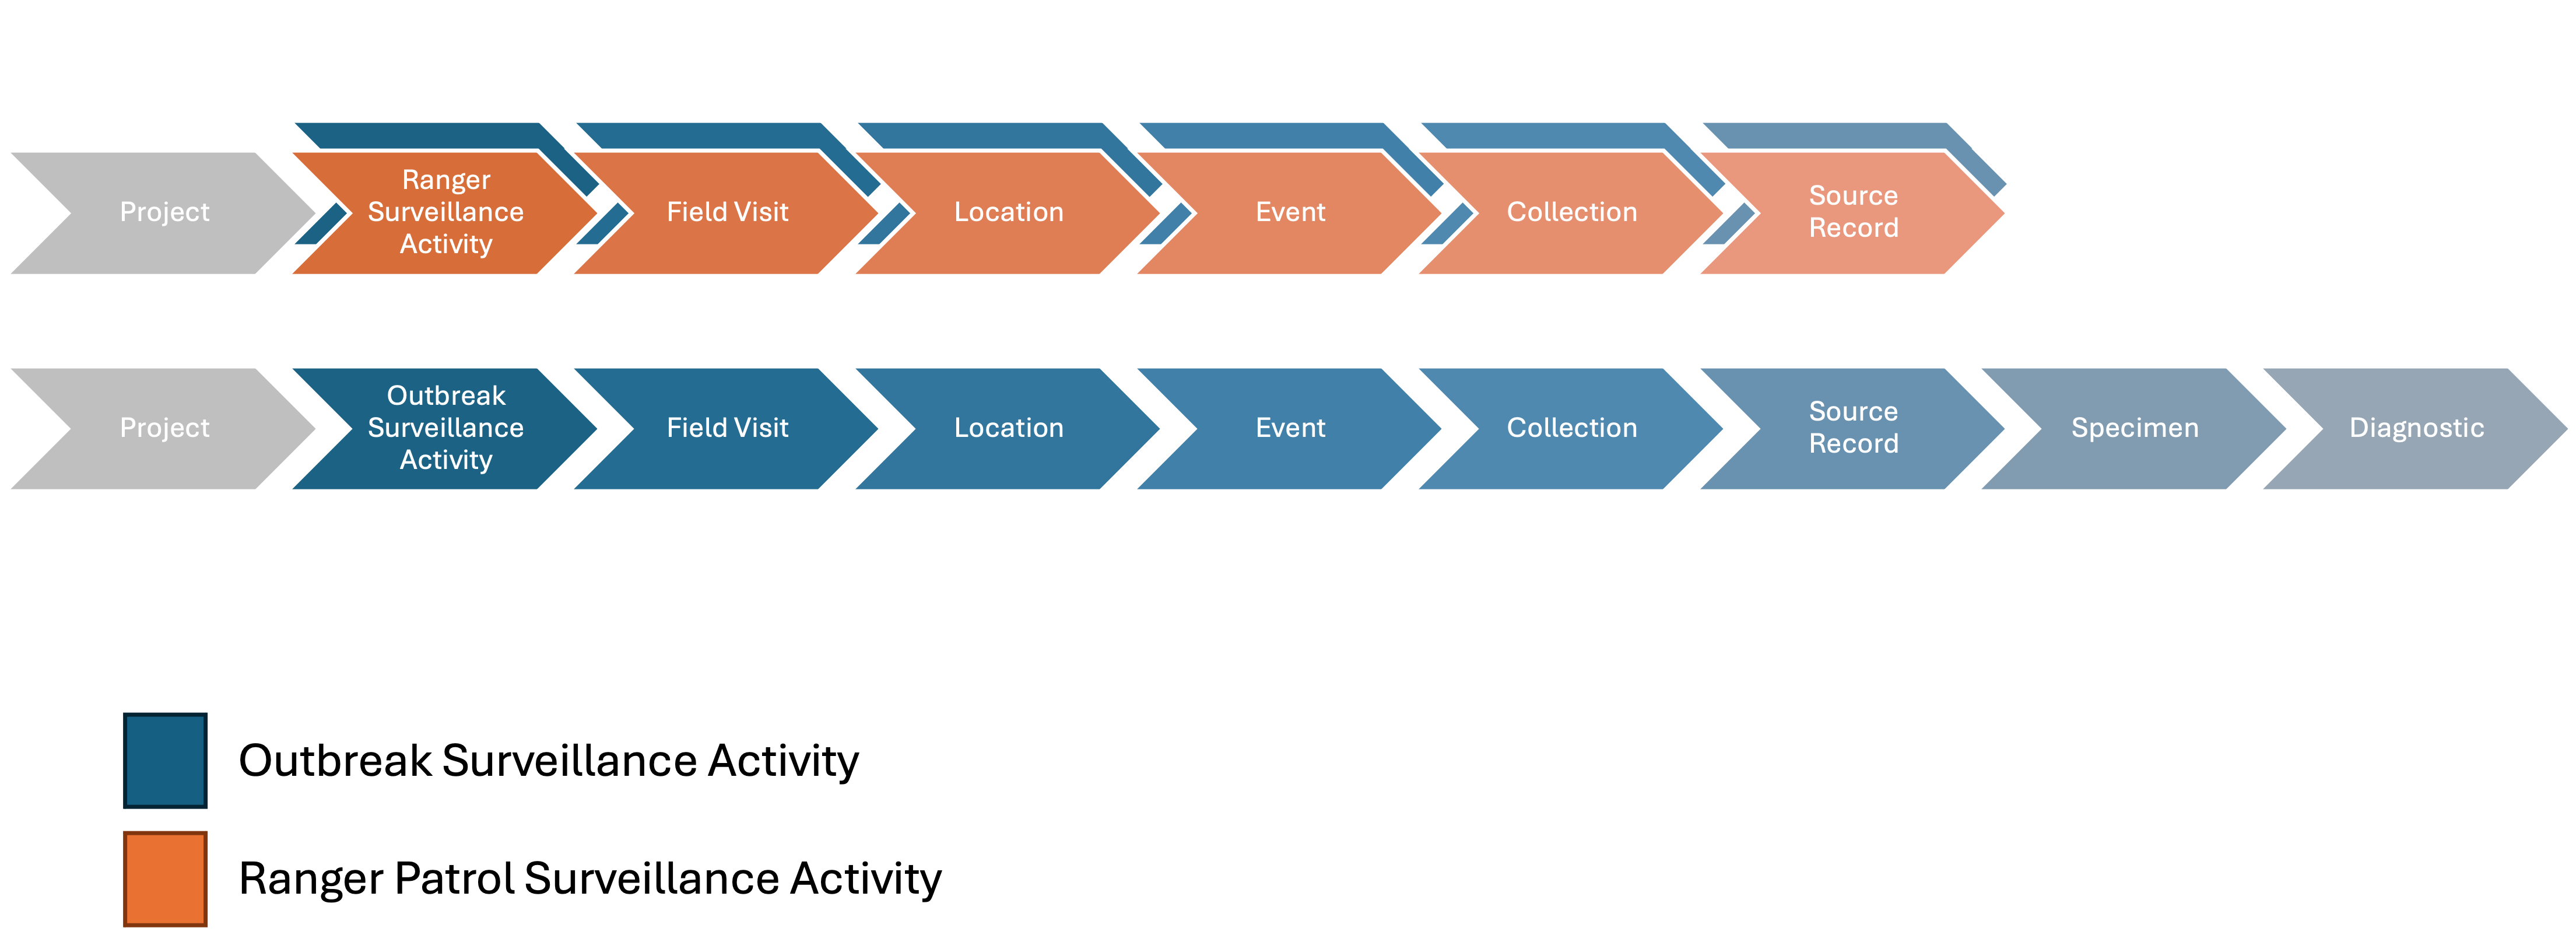 Project
Ranger
Surveillance
Activity
Field Visit
Location
Event
Collection
Source
Record
Project
Outbreak
Surveillance
Activity
Field Visit
Location
Event
Collection
Source
Record
Specimen
Diagnostic
Outbreak Surveillance Activity
Ranger Patrol Surveillance Activity